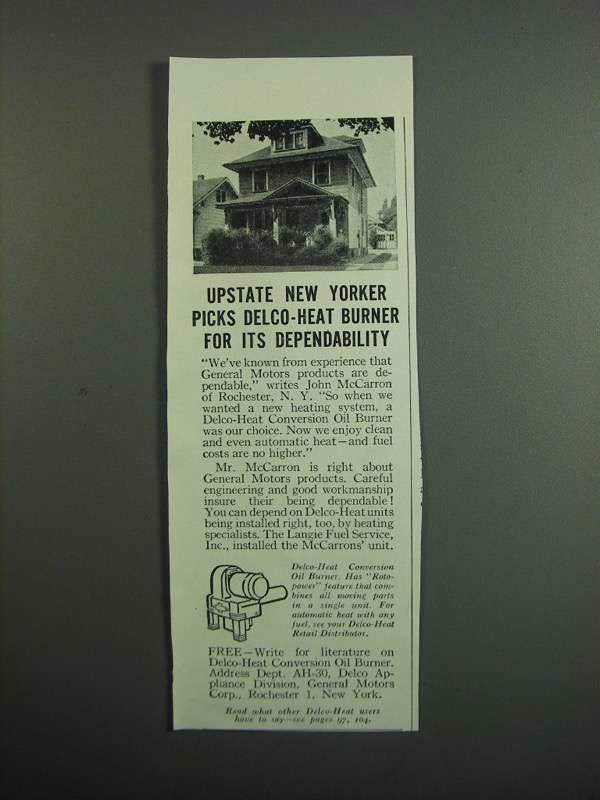 UPSTATE NEW YORKER
PICKS DELCO-HEAT BURNER
FOR ITS DEPENDABILITY
"We've known from experience that
General Motors products are de-
pendable," writes John McCarron
of Rochester, N. Y. "So when we
wanted a new heating system, a
Delco-Heat Conversion Oil Burner
was our choice. Now we enjoy clean
and even automatic heat—and fuel
costs are no higher."
Mr. McCarron is right about
General Motors products. Careful
engineering and good workmanship
insure their being dependable!
You can depend on Delco-Heat units
being installed right, too, by heating
specialists. The Langie Fuel Service,
Inc., installed the McCarrons' unit.
Delco-Heat Conversion
Oil Burner. Has "Roto-
power" feature that com-
bines all moving parts
in a single unit. For
automatic heat with any
fuel, see your Delco-Heat
Retail Distributor.
FREE—Write for literature on
Delco-Heat Conversion Oil Burner.
Address Dept. AH-30, Delco Ap-
pliance Division, General Motors
Corp., Rochester 1, New York.
Read what other Delco-Heat users
have to say—see pages 97, 104.